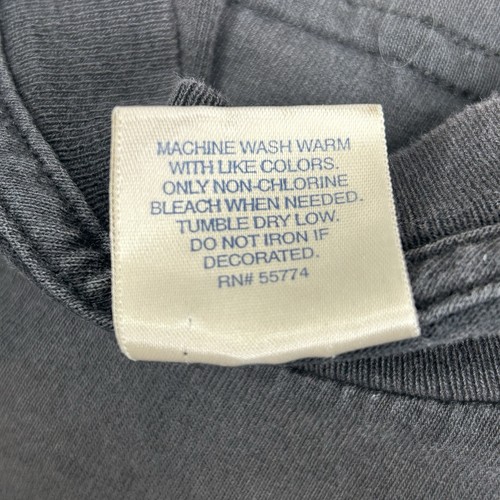 MACHINE WASH WARM
WITH LIKE COLORS.
ONLY NON-CHLORINE
BLEACH WHEN NEEDED.
TUMBLE DRY LOW.
DO NOT IRON IF
DECORATED.
RN# 55774